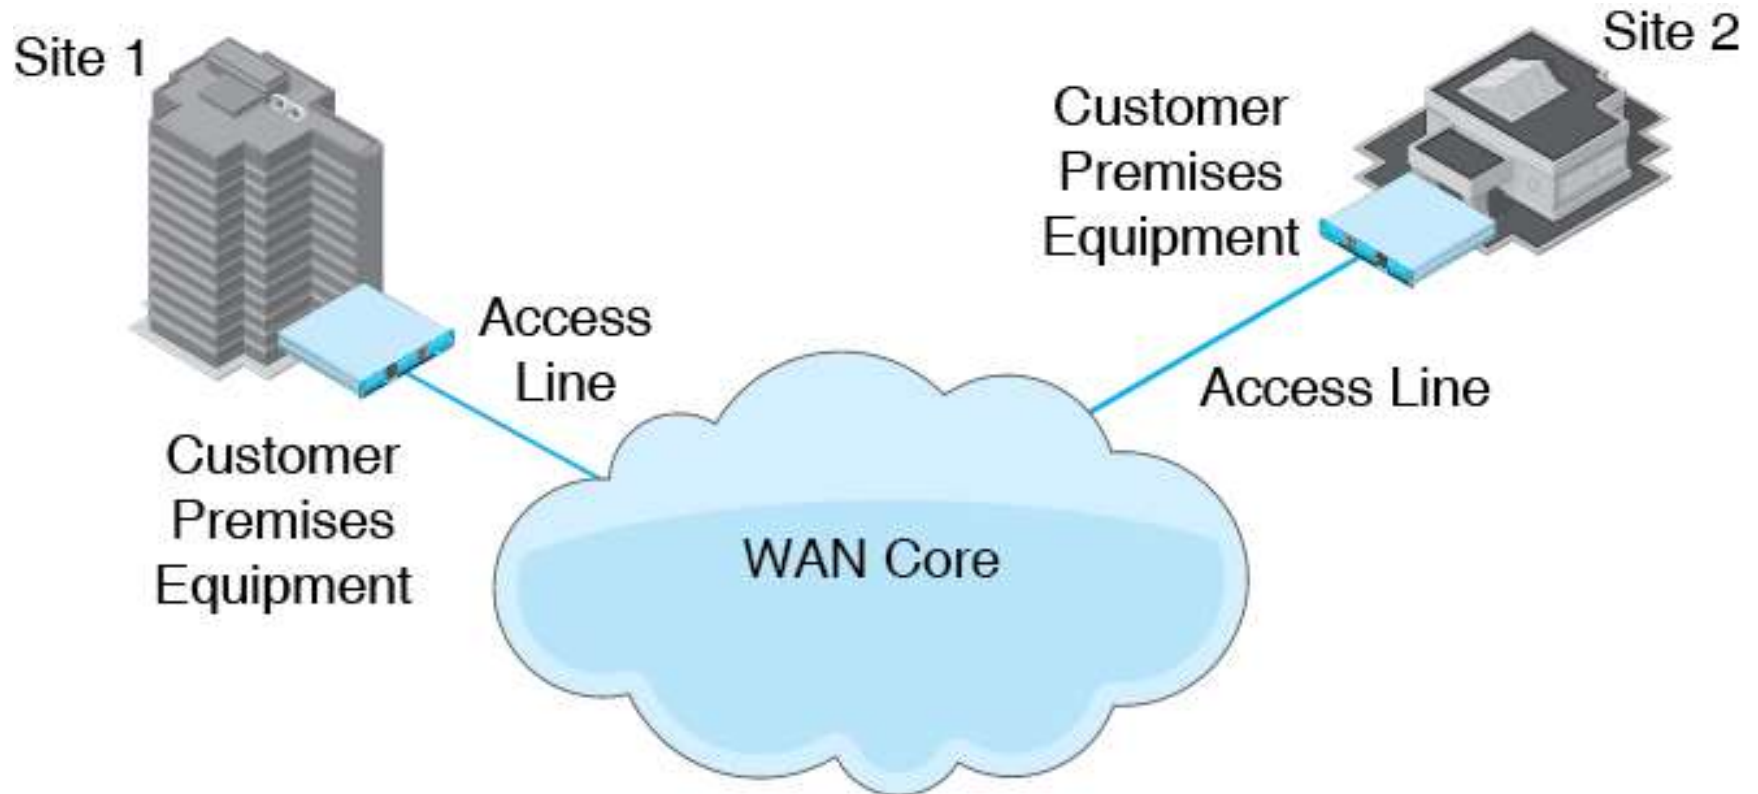 Site 1
Site 2
Customer
Premises
Equipment
Access
Line
Access Line
Customer
Premises
Equipment
WAN Core